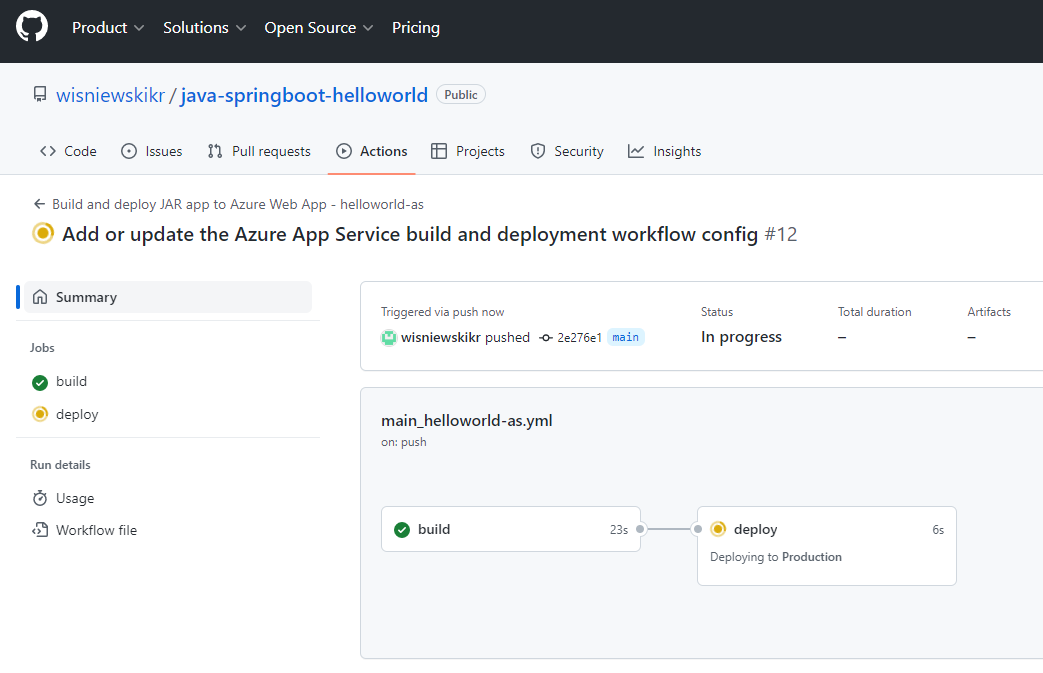 Product Solutions Open Source Pricing
wisniewskikr / java-springboot-helloworld Public
Code Issues Pull requests Actions Projects Security Insights
← Build and deploy JAR app to Azure Web App - helloworld-as
Add or update the Azure App Service build and deployment workflow config #12
Summary
Jobs
build
deploy
Run details
Usage
Workflow file
Triggered via push now Status Total duration Artifacts
wisniewskikr pushed 2e276e1 main In progress – –
main_helloworld-as.yml
on: push
build 23s
deploy 6s
Deploying to Production